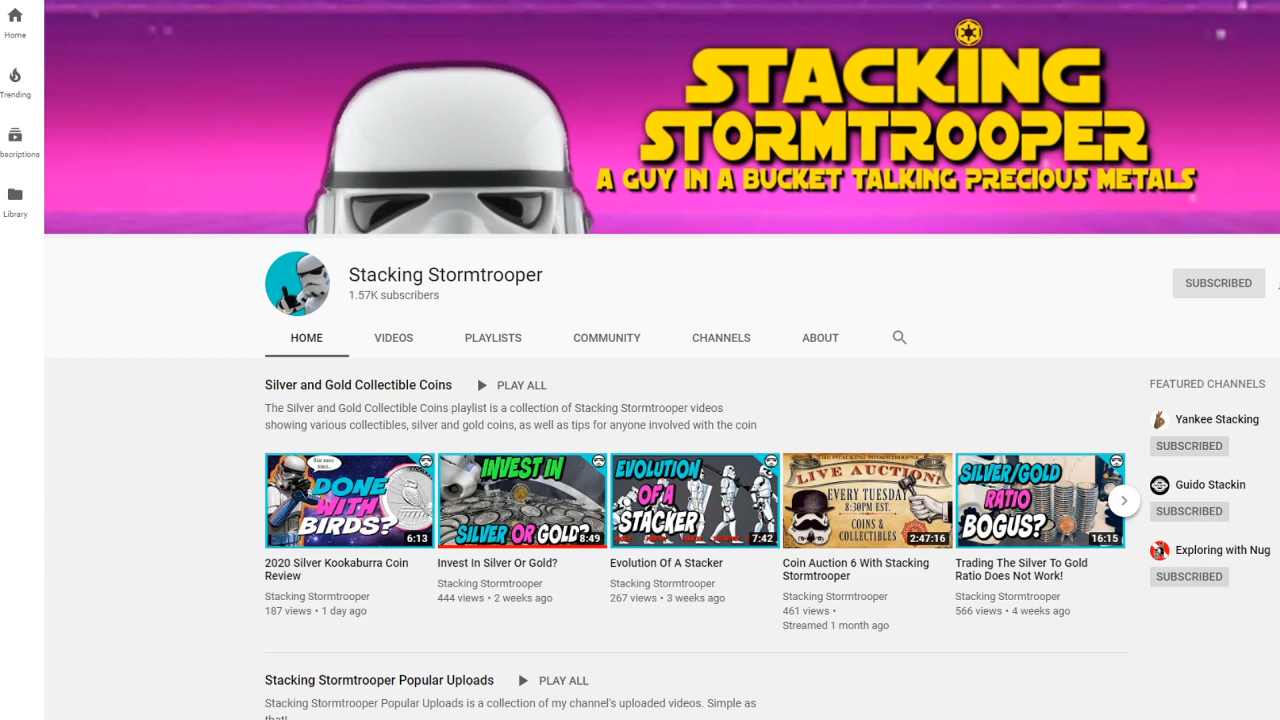 Home
Trending
bscriptions
Library
STACKING
STORMTROOPER
A GUY IN A BUCKET TALKING PRECIOUS METALS
Stacking Stormtrooper
1.57K subscribers
SUBSCRIBED
HOME VIDEOS PLAYLISTS COMMUNITY CHANNELS ABOUT
Silver and Gold Collectible Coins PLAY ALL
The Silver and Gold Collectible Coins playlist is a collection of Stacking Stormtrooper videos
showing various collectibles, silver and gold coins, as well as tips for anyone involved with the coin
DONE
WITH
BIRDS?
6:13
2020 Silver Kookaburra Coin
Review
Stacking Stormtrooper
187 views • 1 day ago
INVEST IN
SILVER OR GOLD?
8:49
Invest In Silver Or Gold?
Stacking Stormtrooper
444 views • 2 weeks ago
EVOLUTION
OF A
STACKER
7:42
Evolution Of A Stacker
Stacking Stormtrooper
267 views • 3 weeks ago
THE STACKING STORMTROOPER
LIVE AUCTION!
EVERY TUESDAY
8:30PM EST.
COINS &
COLLECTIBLES
2:47:16
Coin Auction 6 With Stacking
Stormtrooper
Stacking Stormtrooper
461 views •
Streamed 1 month ago
SILVER/GOLD
RATIO
BOGUS?
16:15
Trading The Silver To Gold
Ratio Does Not Work!
Stacking Stormtrooper
566 views • 4 weeks ago
FEATURED CHANNELS
Yankee Stacking
SUBSCRIBED
Guido Stackin
SUBSCRIBED
Exploring with Nug
SUBSCRIBED
Stacking Stormtrooper Popular Uploads PLAY ALL
Stacking Stormtrooper Popular Uploads is a collection of my channel's uploaded videos. Simple as
that!